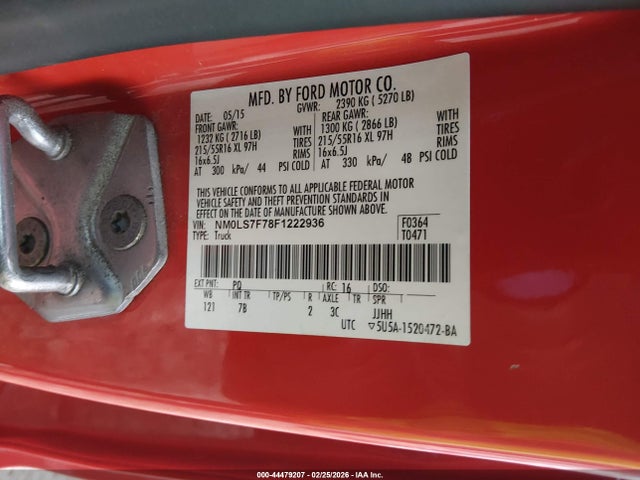 MFD. BY FORD MOTOR CO.
DATE: 05/15 GVWR: 2390 KG ( 5270 LB)
FRONT GAWR: REAR GAWR:
1232 KG ( 2716 LB) WITH 1300 KG ( 2866 LB) WITH
215/55R16 XL 97H TIRES 215/55R16 XL 97H TIRES
16x6.5J RIMS 16x6.5J RIMS
AT 300 kPa/ 44 PSI COLD AT 330 kPa/ 48 PSI COLD
THIS VEHICLE CONFORMS TO ALL APPLICABLE FEDERAL MOTOR
VEHICLE SAFETY AND THEFT PREVENTION STANDARDS IN
EFFECT ON THE DATE OF MANUFACTURE SHOWN ABOVE.
VIN: NM0LS7F78F1222936 F0364
TYPE: Truck T0471
EXT PNT: PQ RC: 16 DSO:
WB INT TR TP/PS R AXLE TR SPR
121 7B 2 3C JJHH
UTC ▽5U5A-1520472-BA
000-44479207 - 02/25/2026 - IAA Inc.